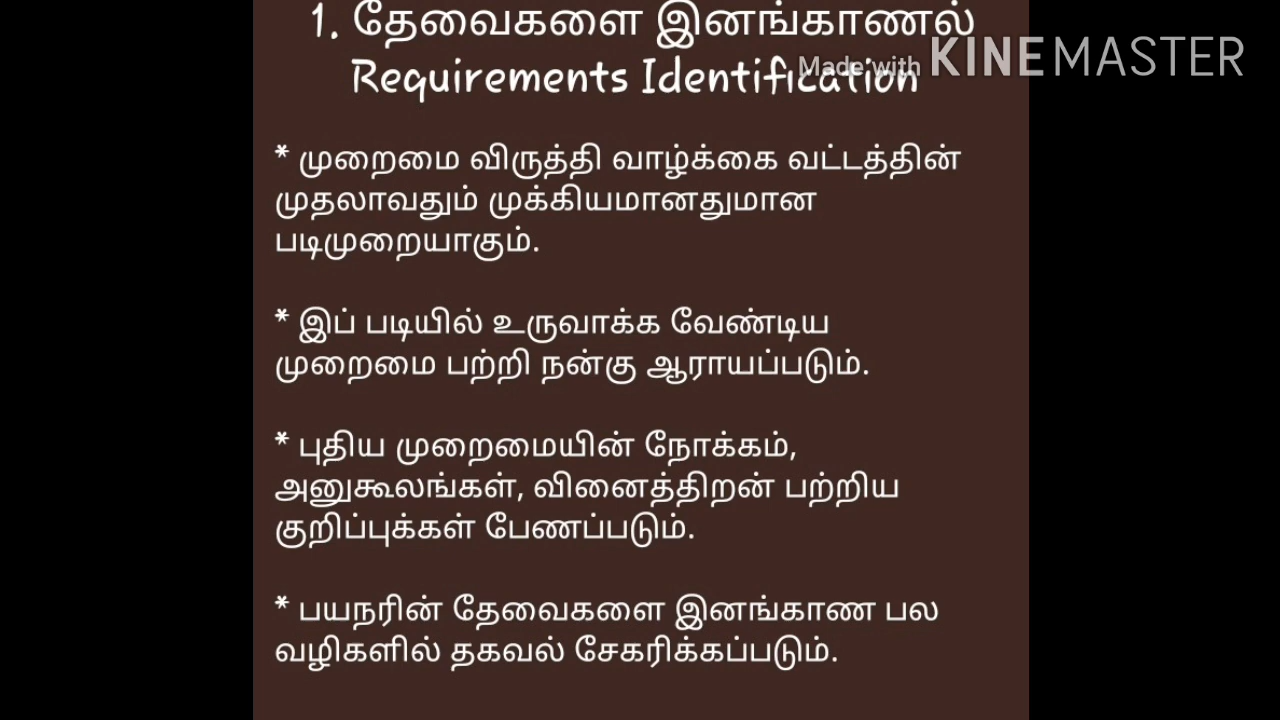 1. தேவைகளை இனங்காணல்
Made with KINEMASTER
Requirements Identification
* முறைமை விருத்தி வாழ்க்கை வட்டத்தின்
முதலாவதும் முக்கியமானதுமான
படிமுறையாகும்.
* இப் படியில் உருவாக்க வேண்டிய
முறைமை பற்றி நன்கு ஆராயப்படும்.
* புதிய முறைமையின் நோக்கம்,
அனுகூலங்கள், வினைத்திறன் பற்றிய
குறிப்புக்கள் பேணப்படும்.
* பயநரின் தேவைகளை இனங்காண பல
வழிகளில் தகவல் சேகரிக்கப்படும்.